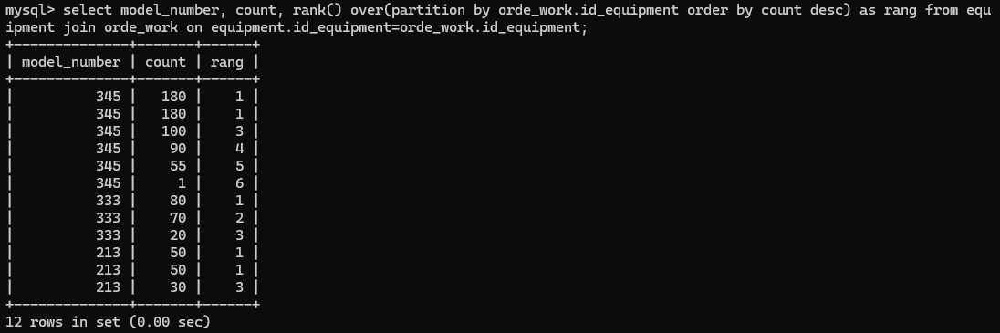 mysql> select model_number, count, rank() over(partition by orde_work.id_equipment order by count desc) as rang from equ
ipment join orde_work on equipment.id_equipment=orde_work.id_equipment;
+--------------+-------+------+
| model_number | count | rang |
+--------------+-------+------+
|          345 |   180 |    1 |
|          345 |   180 |    1 |
|          345 |   100 |    3 |
|          345 |    90 |    4 |
|          345 |    55 |    5 |
|          345 |     1 |    6 |
|          333 |    80 |    1 |
|          333 |    70 |    2 |
|          333 |    20 |    3 |
|          213 |    50 |    1 |
|          213 |    50 |    1 |
|          213 |    30 |    3 |
+--------------+-------+------+
12 rows in set (0.00 sec)